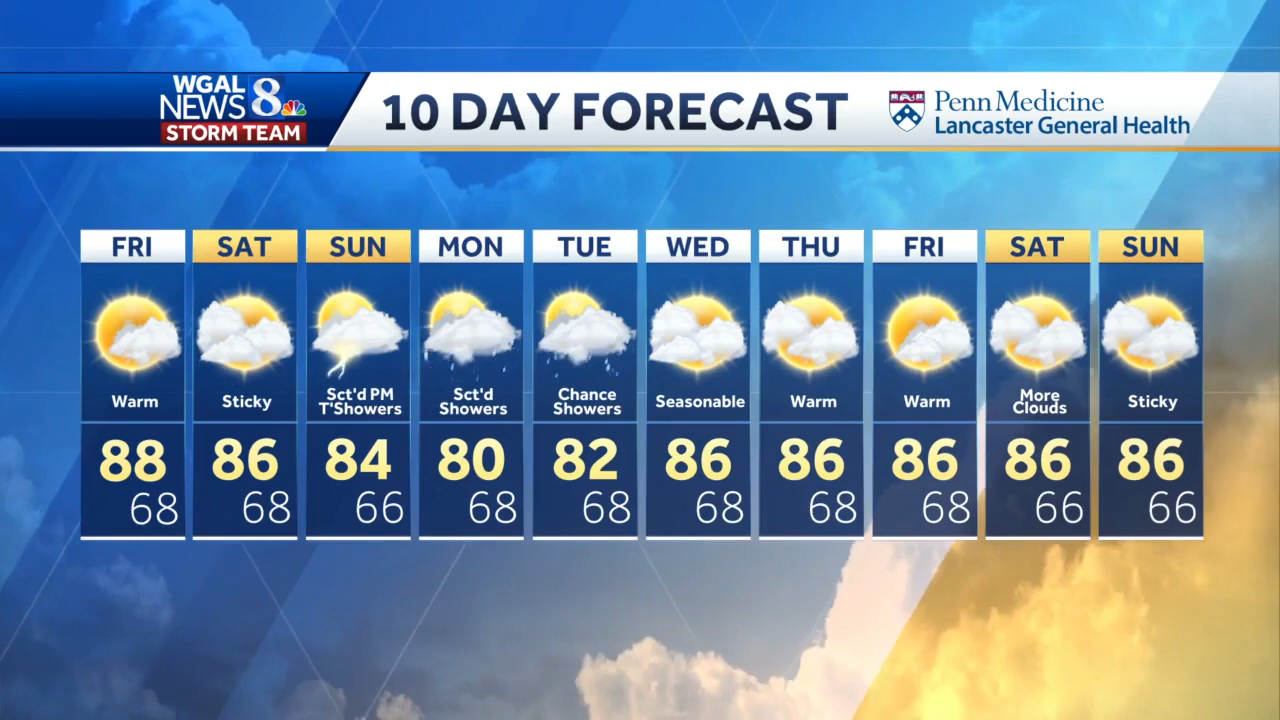 WGAL
NEWS 8
STORM TEAM
10 DAY FORECAST
Penn Medicine
Lancaster General Health
FRI SAT SUN MON TUE WED THU FRI SAT SUN
Warm Sticky Sct'd PM T'Showers Sct'd Showers Chance Showers Seasonable Warm Warm More Clouds Sticky
88 86 84 80 82 86 86 86 86 86
68 68 66 68 68 68 68 68 66 66